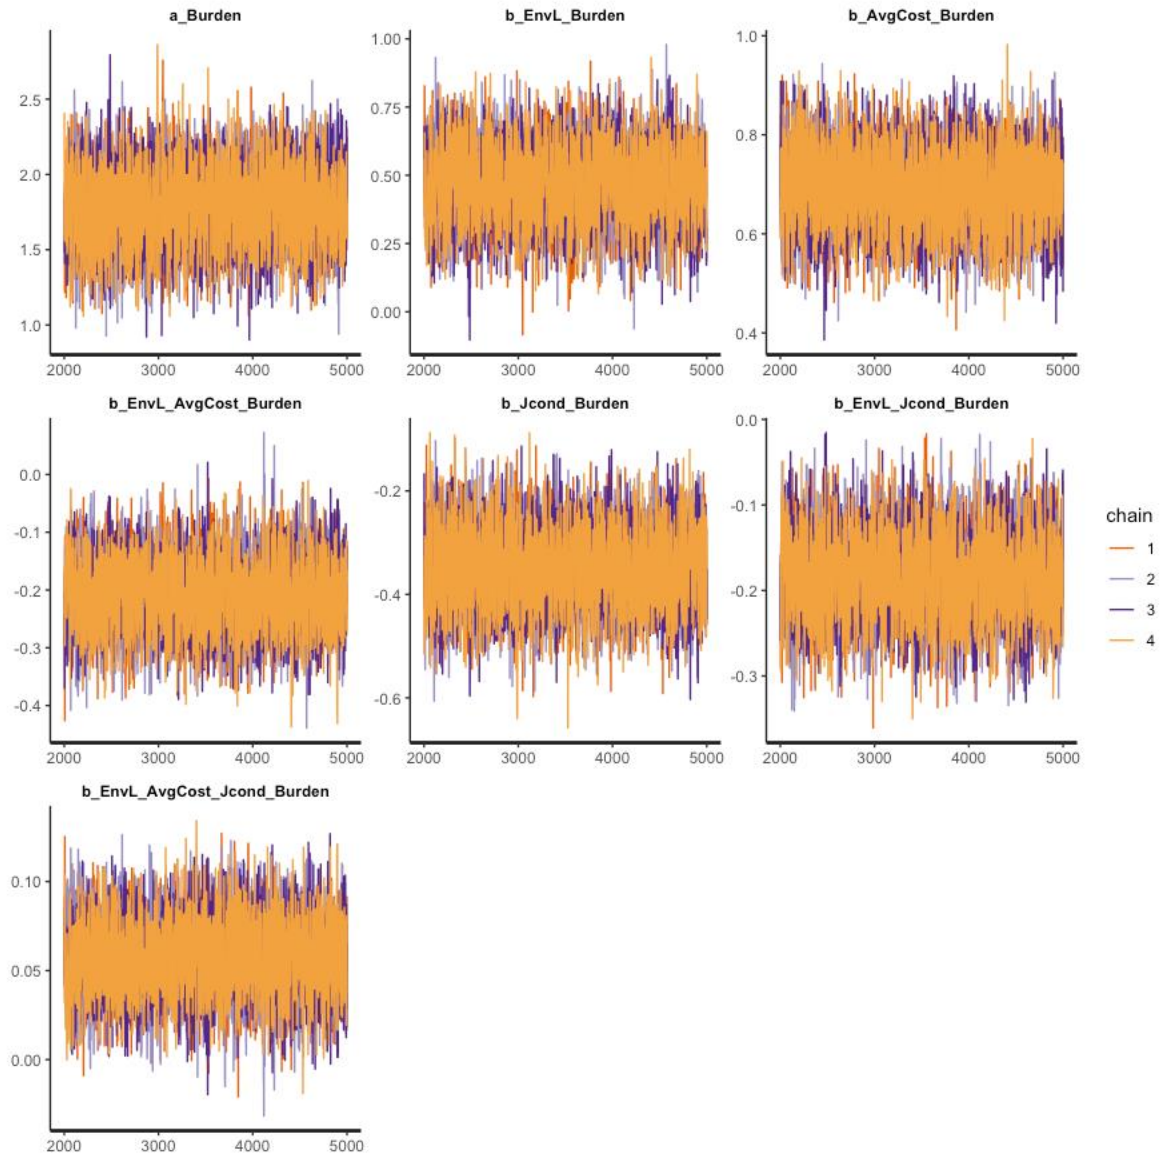 a_Burden
b_EnvL_Burden
b_AvgCost_Burden
2.5
2.0
1.5
1.0
2000 3000 4000 5000
1.00
0.75
0.50
0.25
0.00
2000 3000 4000 5000
1.0
0.8
0.6
0.4
2000 3000 4000 5000
b_EnvL_AvgCost_Burden
b_Jcond_Burden
b_EnvL_Jcond_Burden
0.0
-0.1
-0.2
-0.3
-0.4
2000 3000 4000 5000
-0.2
-0.4
-0.6
2000 3000 4000 5000
0.0
-0.1
-0.2
-0.3
2000 3000 4000 5000
chain
1
2
3
4
b_EnvL_AvgCost_Jcond_Burden
0.10
0.05
0.00
2000 3000 4000 5000